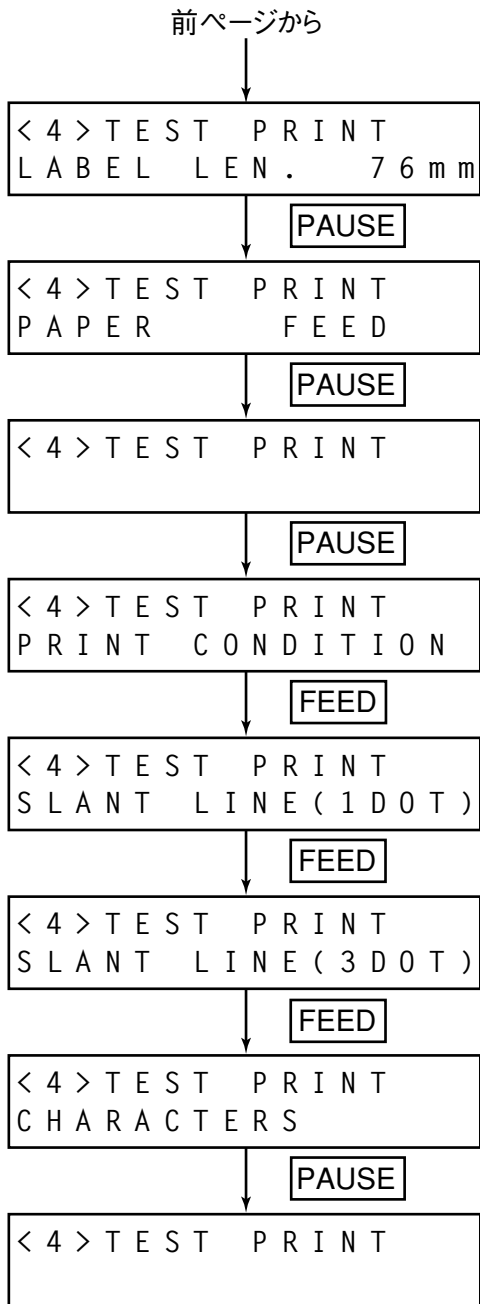 前ページから
<4>TEST PRINT
LABEL LEN. 76mm
PAUSE
<4>TEST PRINT
PAPER FEED
PAUSE
<4>TEST PRINT
PAUSE
<4>TEST PRINT
PRINT CONDITION
FEED
<4>TEST PRINT
SLANT LINE(1DOT)
FEED
<4>TEST PRINT
SLANT LINE(3DOT)
FEED
<4>TEST PRINT
CHARACTERS
PAUSE
<4>TEST PRINT